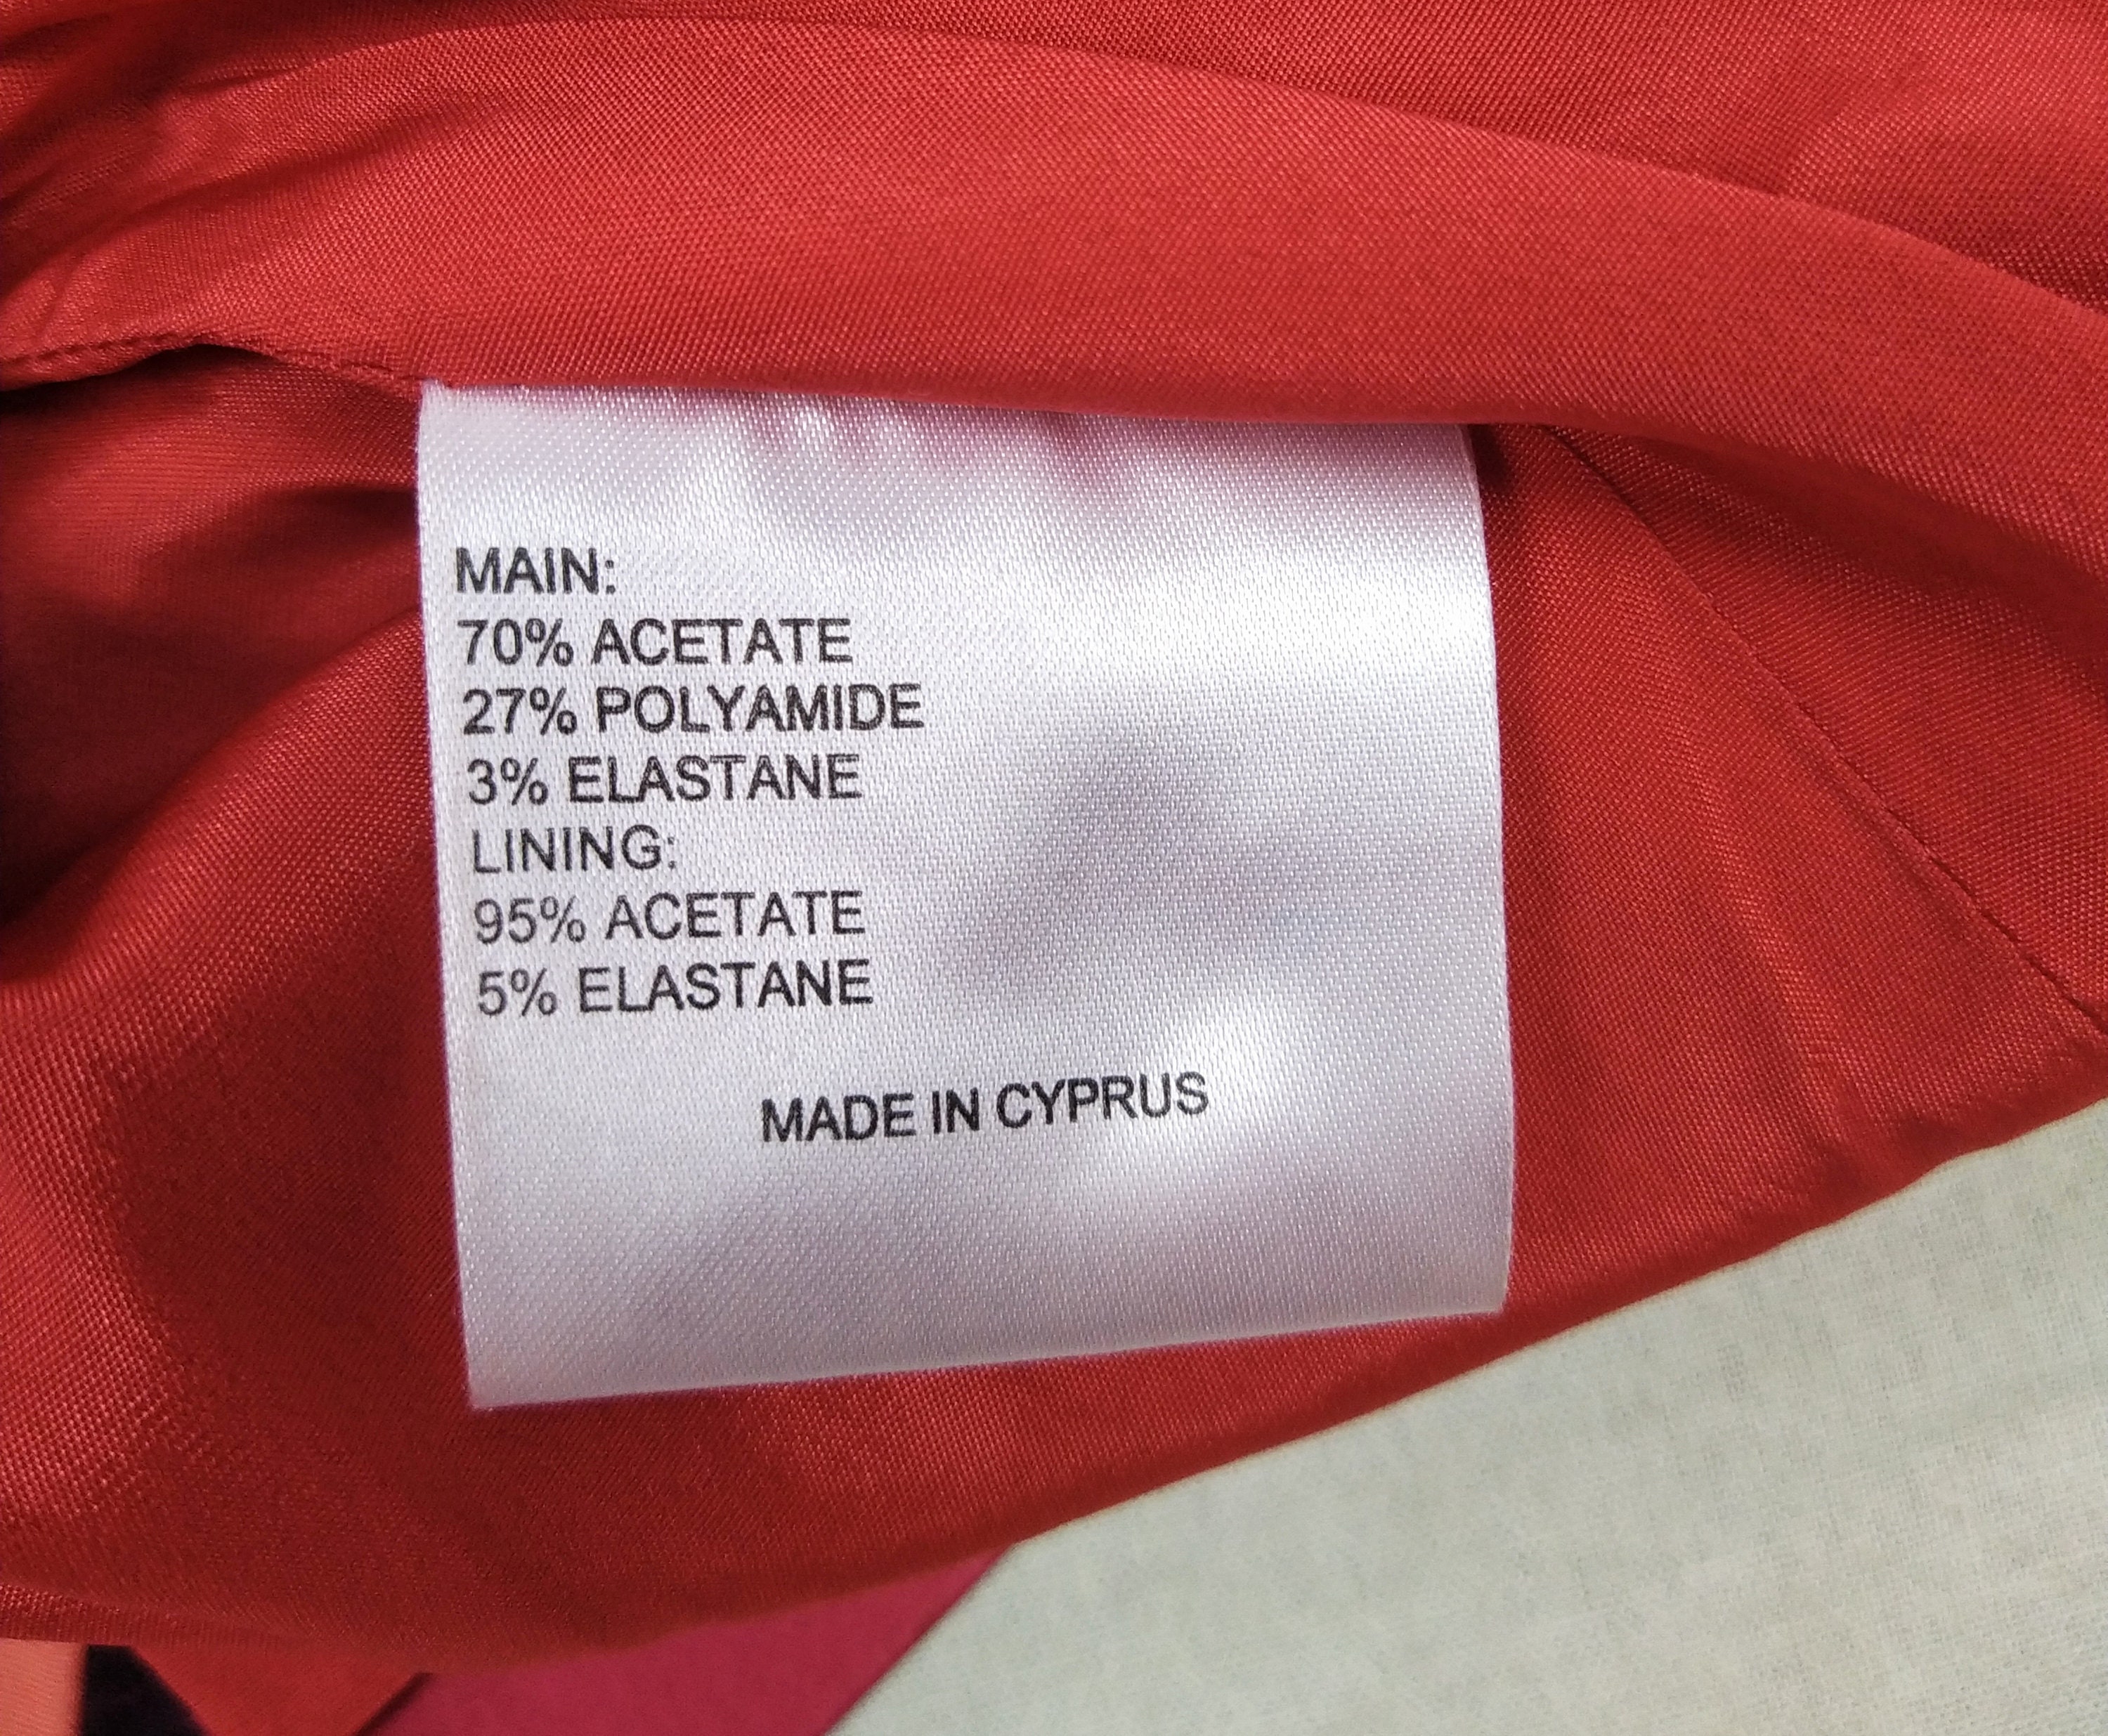 MAIN:
70% ACETATE
27% POLYAMIDE
3% ELASTANE
LINING:
95% ACETATE
5% ELASTANE
MADE IN CYPRUS